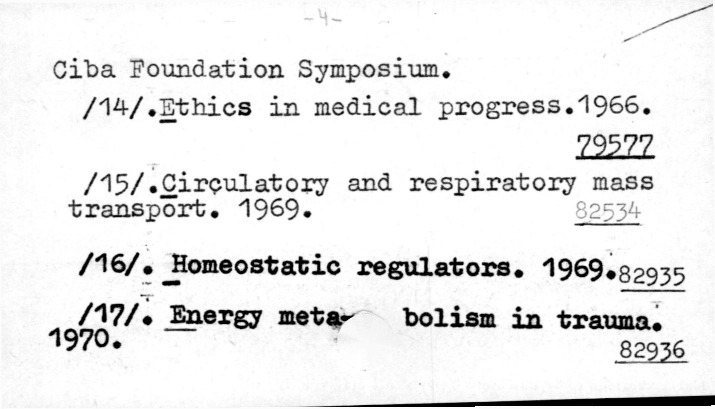 -4-
Ciba Foundation Symposium.
/14/.Ethics in medical progress.1966.
79577
/15/.Circulatory and respiratory mass
transport. 1969.
82534
/16/. Homeostatic regulators. 1969.82935
/17/. Energy meta- bolism in trauma.
1970.
82936